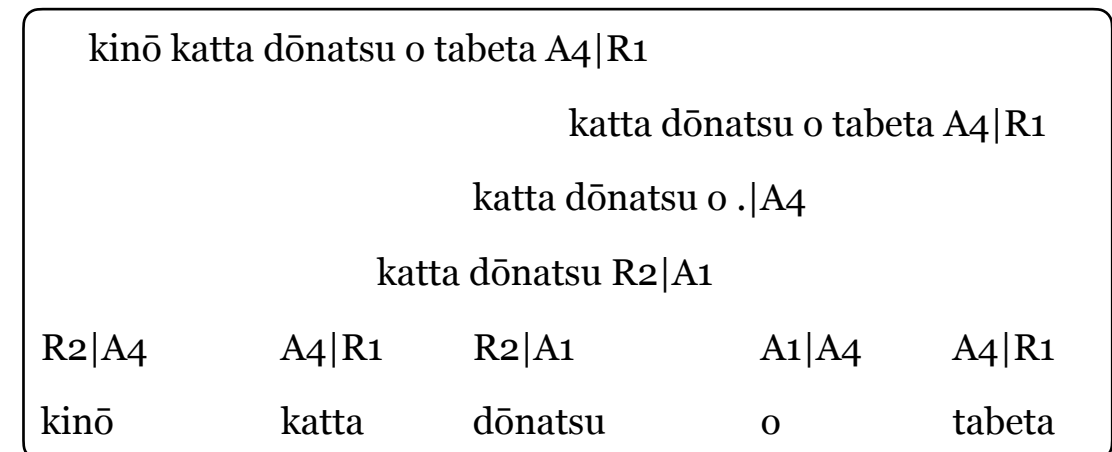 kinō katta dōnatsu o tabeta A4|R1
katta dōnatsu o tabeta A4|R1
katta dōnatsu o .|A4
katta dōnatsu R2|A1
R2|A4 A4|R1 R2|A1 A1|A4 A4|R1
kinō katta dōnatsu o tabeta